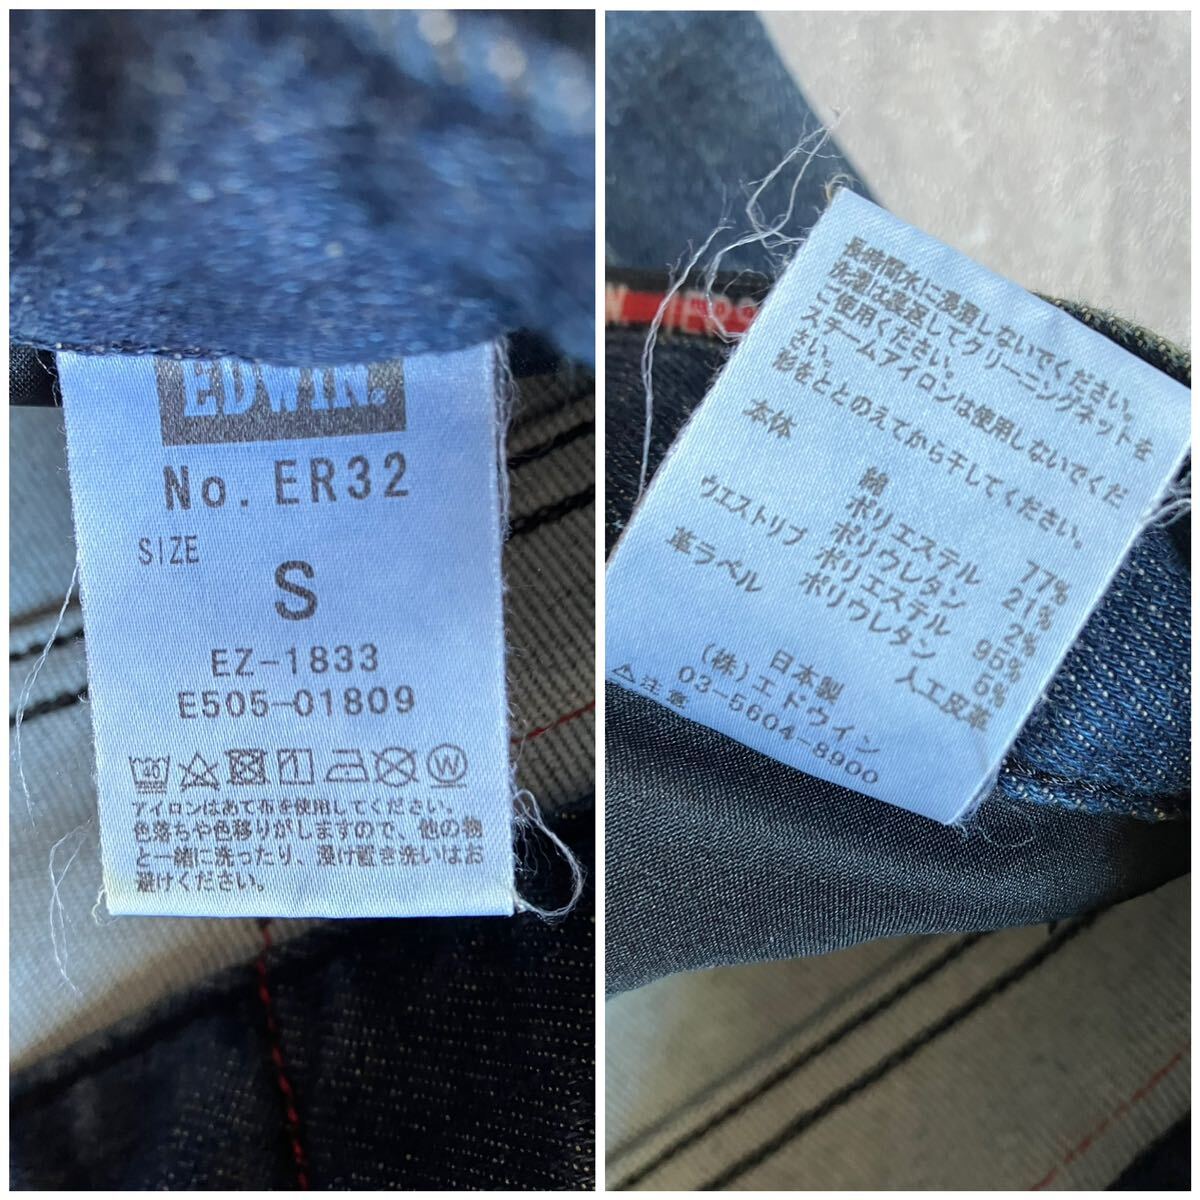 EDWIN.
No. ER32
SIZE
S
EZ-1833
E505-01809
40
W
アイロンはあて布を使用してください。
色落ちや色移りがしますので、他の物
と一緒に洗ったり、浸け置き洗いはお
避けください。
長時間水に浸漬しないでください。
洗濯は裏返してクリーニングネットを
ご使用ください。
スチームアイロンは使用しないでくだ
さい。
形をととのえてから干してください。
本体 綿 77%
ポリエステル 21%
ポリウレタン 2%
ウエストリブ ポリエステル 95%
ポリウレタン 5%
革ラベル 人工皮革
日本製
(株)エドウイン
03-5604-8900
△注意